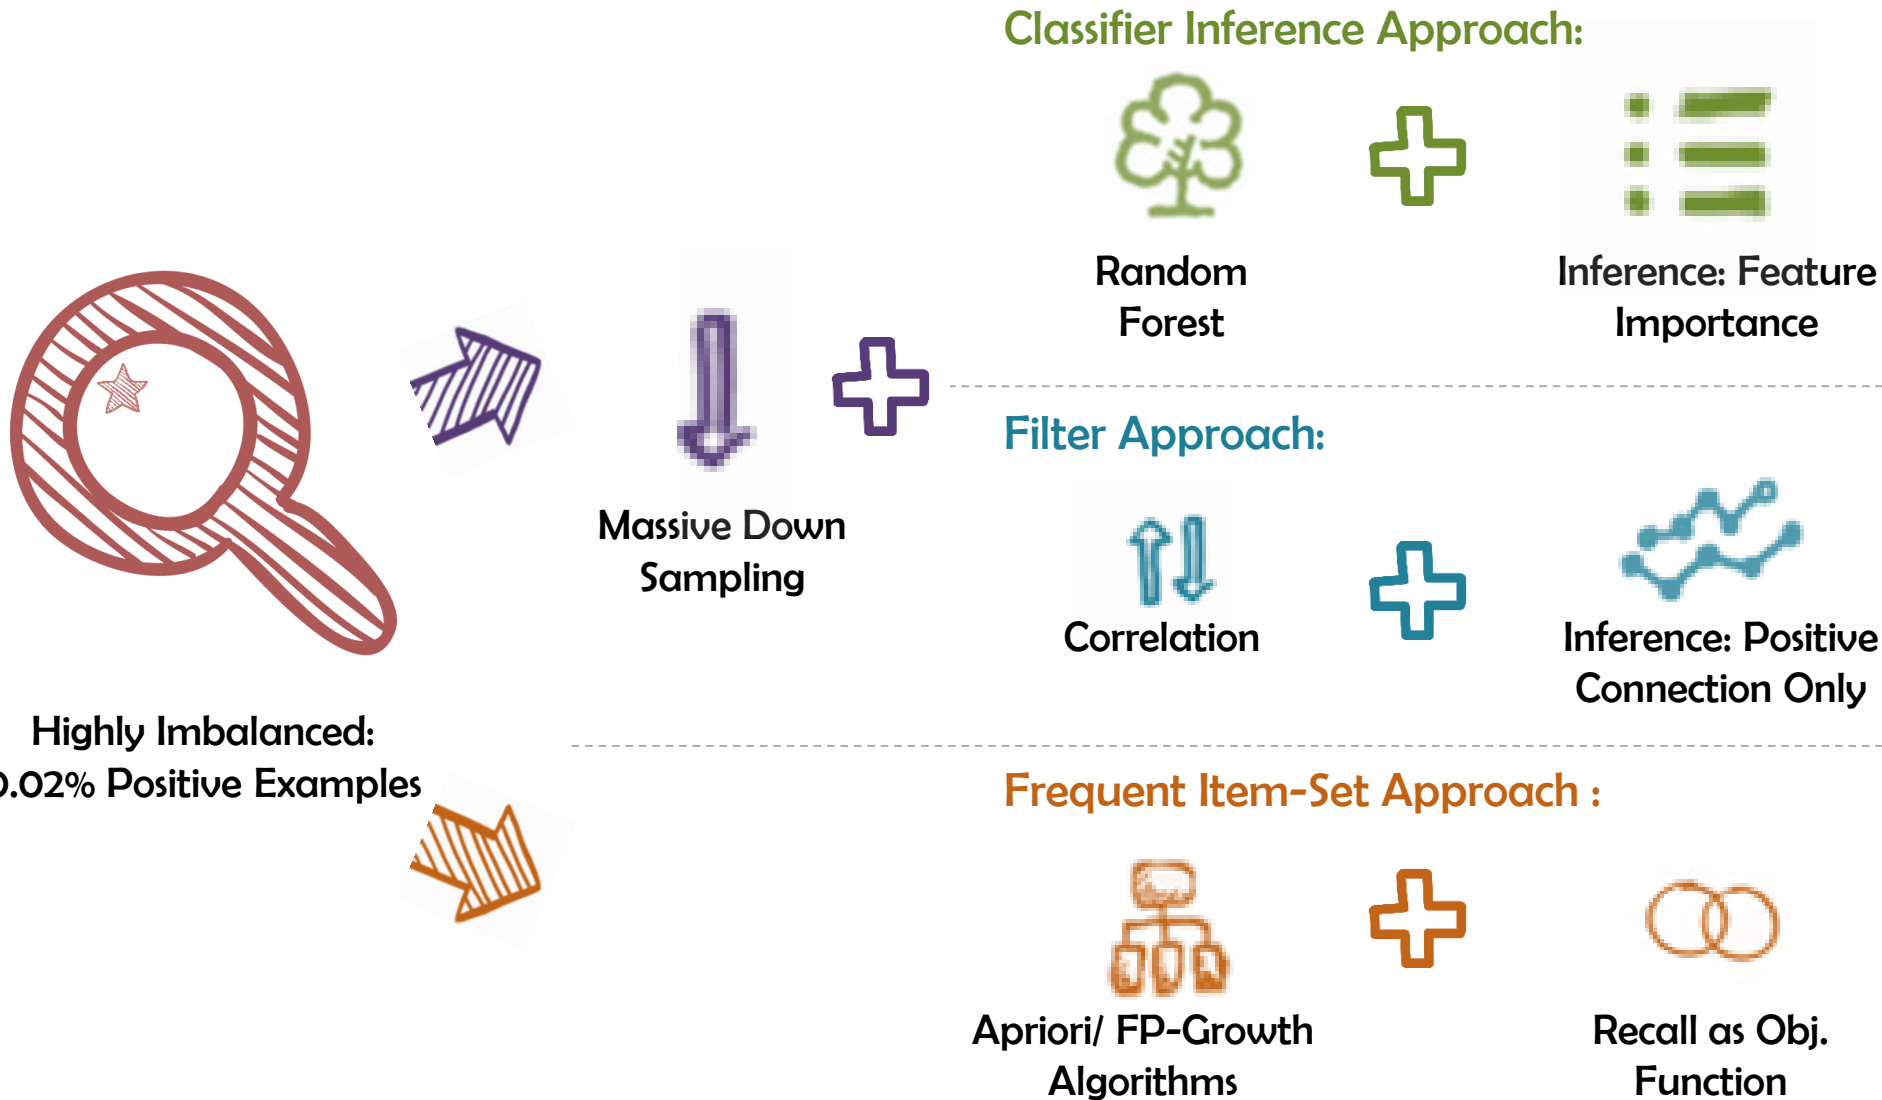 Classifier Inference Approach:
Random
Forest
Inference: Feature
Importance
Massive Down
Sampling
Filter Approach:
Correlation
Inference: Positive
Connection Only
Highly Imbalanced:
0.02% Positive Examples
Frequent Item-Set Approach :
Apriori/ FP-Growth
Algorithms
Recall as Obj.
Function